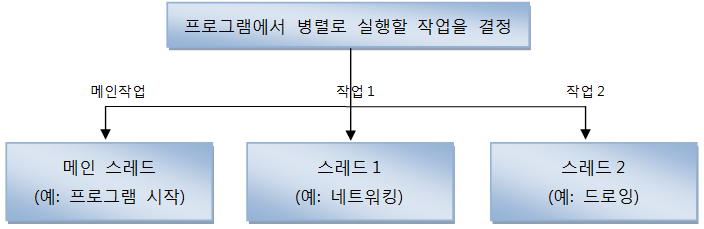 프로그램에서 병렬로 실행할 작업을 결정
메인작업 작업 1 작업 2
메인 스레드 스레드 1 스레드 2
(예: 프로그램 시작) (예: 네트워킹) (예: 드로잉)